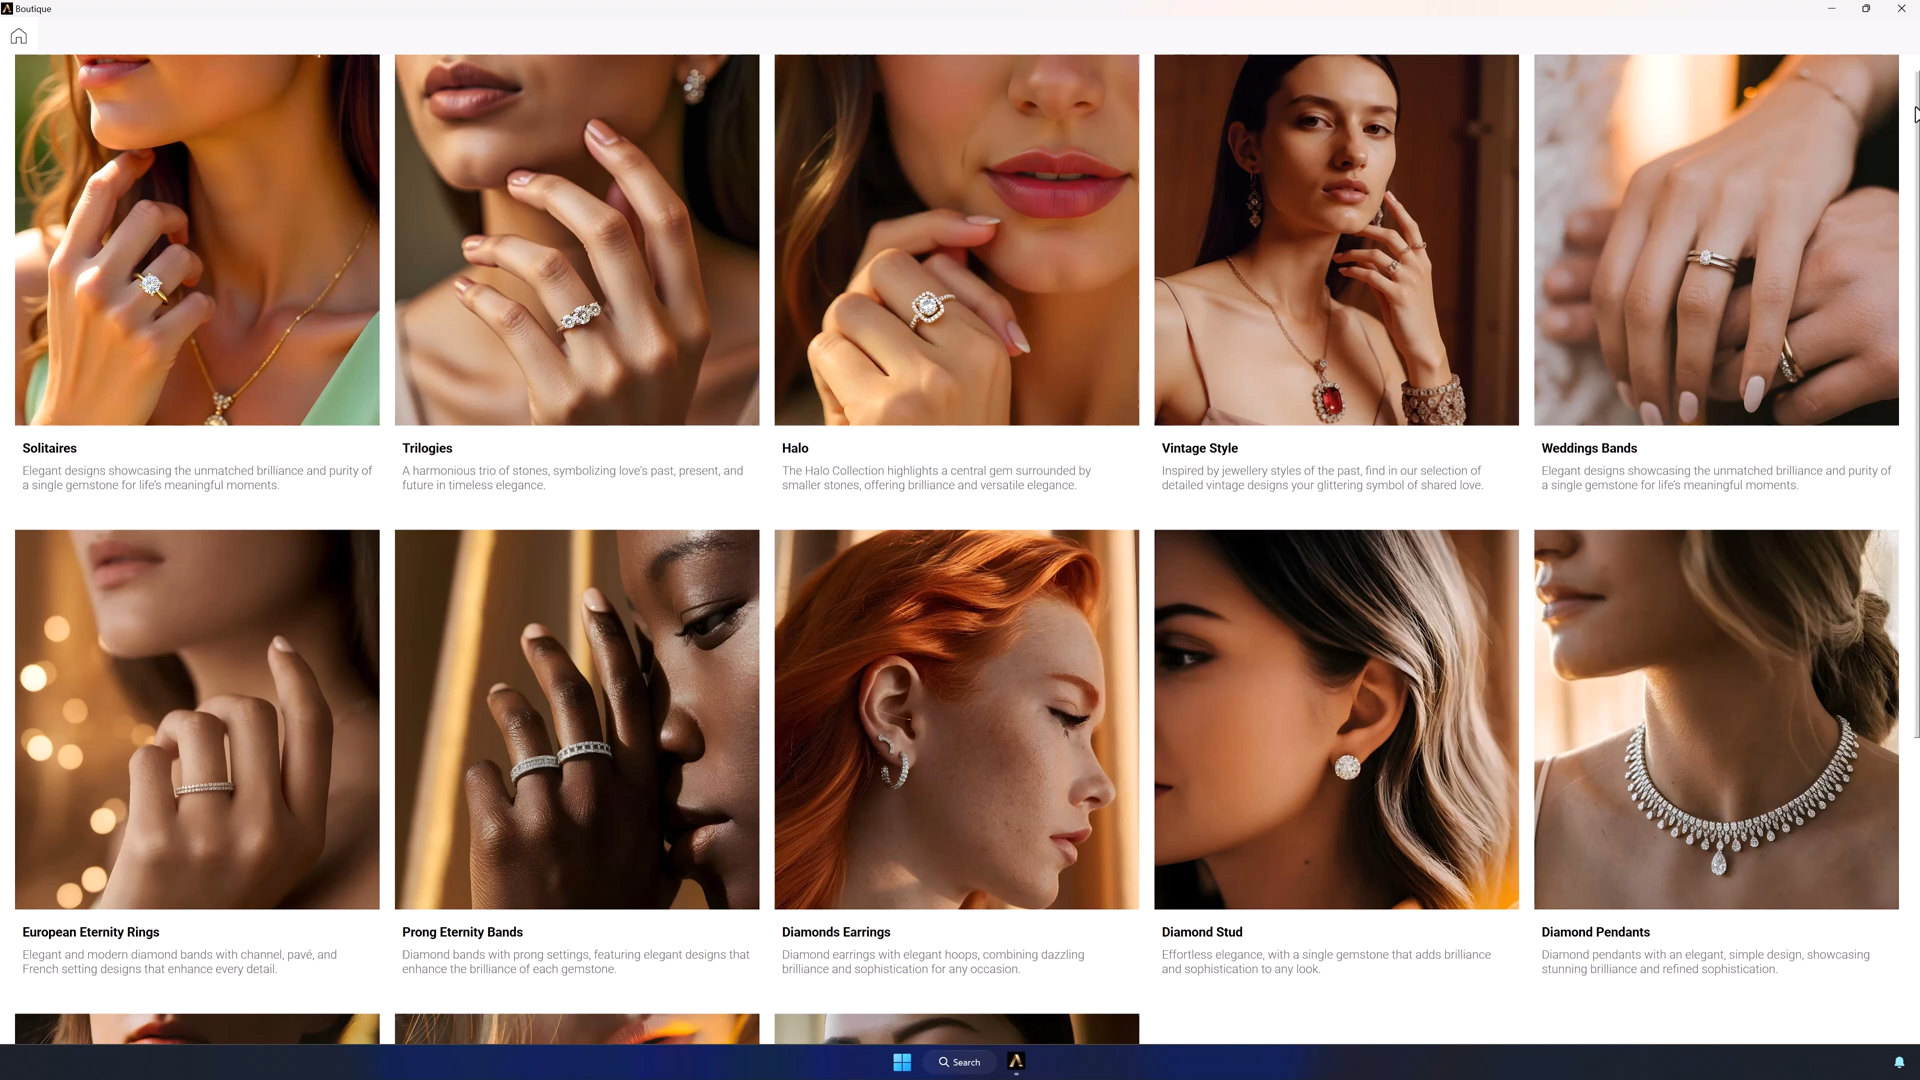 Boutique
Solitaires
Elegant designs showcasing the unmatched brilliance and purity of
a single gemstone for life's meaningful moments.
Trilogies
A harmonious trio of stones, symbolizing love's past, present, and
future in timeless elegance.
Halo
The Halo Collection highlights a central gem surrounded by
smaller stones, offering brilliance and versatile elegance.
Vintage Style
Inspired by jewellery styles of the past, find in our selection of
detailed vintage designs your glittering symbol of shared love.
Weddings Bands
Elegant designs showcasing the unmatched brilliance and purity of
a single gemstone for life's meaningful moments.
European Eternity Rings
Elegant and modern diamond bands with channel, pavé, and
French setting designs that enhance every detail.
Prong Eternity Bands
Diamond bands with prong settings, featuring elegant designs that
enhance the brilliance of each gemstone.
Diamonds Earrings
Diamond earrings with elegant hoops, combining dazzling
brilliance and sophistication for any occasion.
Diamond Stud
Effortless elegance, with a single gemstone that adds brilliance
and sophistication to any look.
Diamond Pendants
Diamond pendants with an elegant, simple design, showcasing
stunning brilliance and refined sophistication.
Search